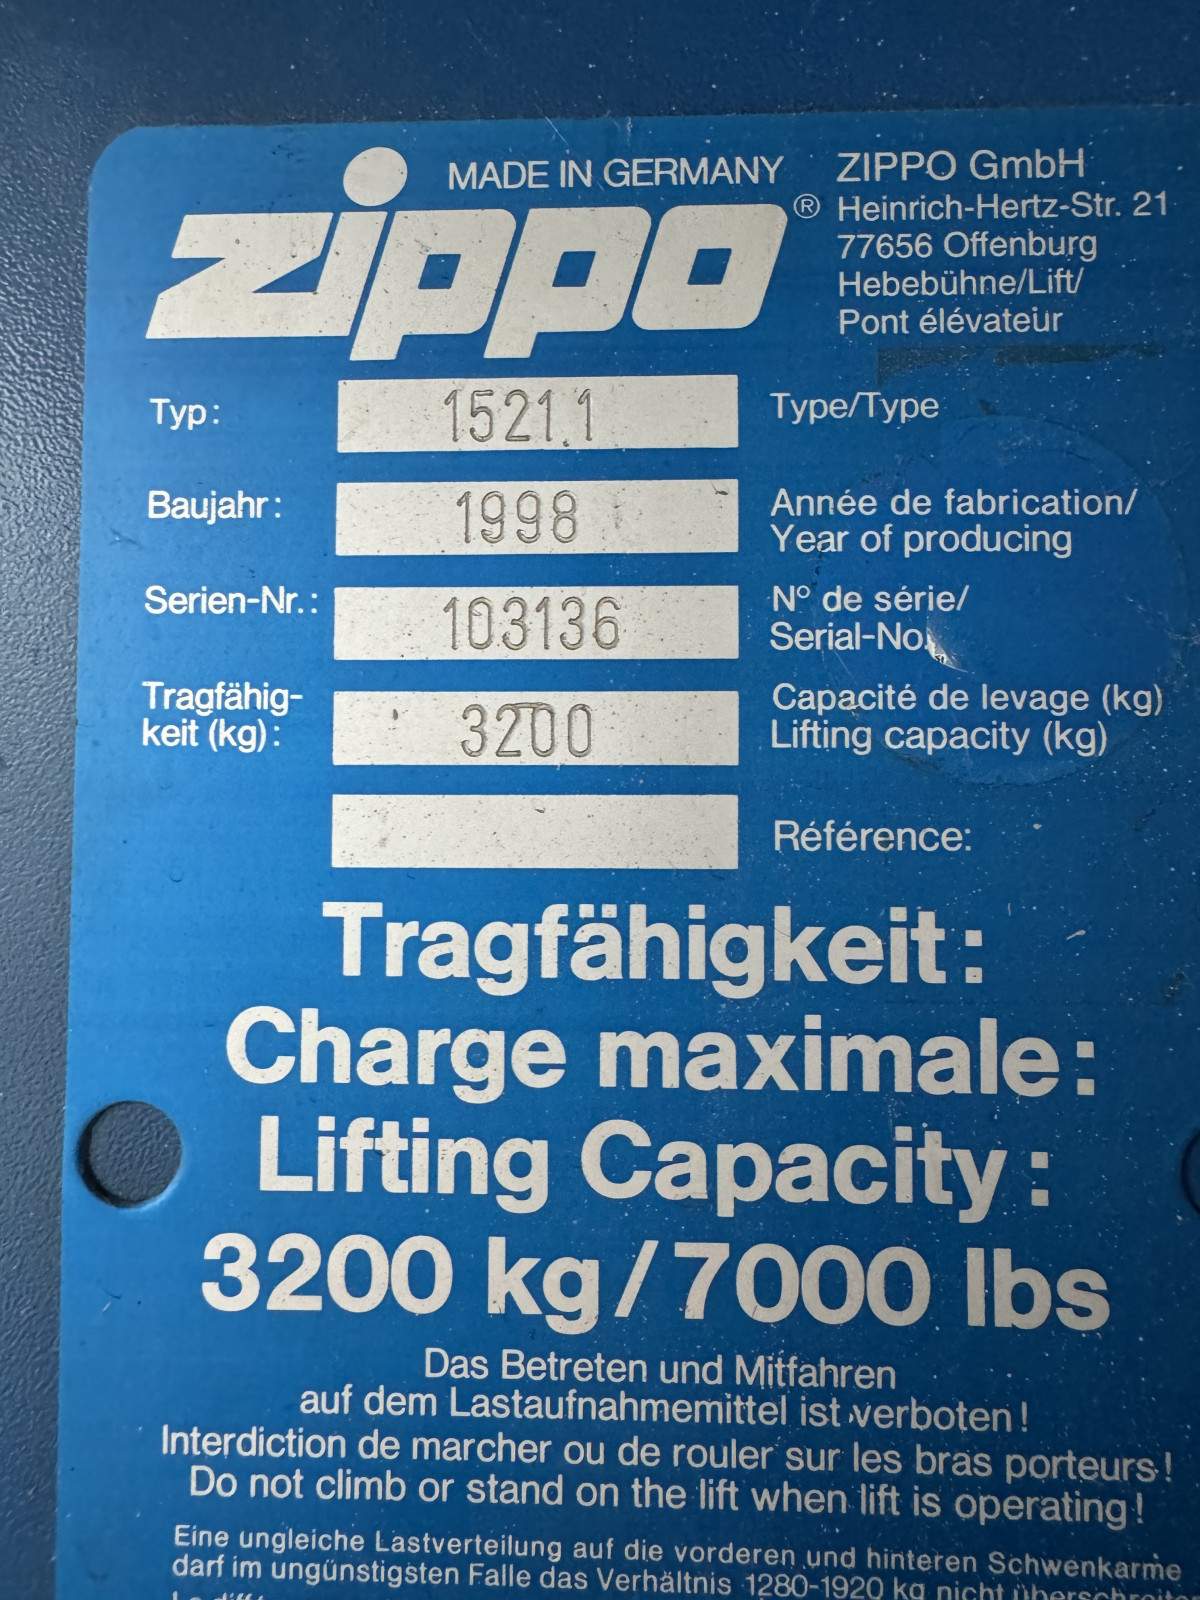 zippo®
MADE IN GERMANY
ZIPPO GmbH
Heinrich-Hertz-Str. 21
77656 Offenburg
Hebebühne/Lift/
Pont élévateur
Typ: 1521.1 Type/Type
Baujahr: 1998 Année de fabrication/
Year of producing
Serien-Nr.: 103136 N° de série/
Serial-No.
Tragfähig-
keit (kg): 3200 Capacité de levage (kg)
Lifting capacity (kg)
Référence:
Tragfähigkeit:
Charge maximale:
Lifting Capacity:
3200 kg/7000 lbs
Das Betreten und Mitfahren
auf dem Lastaufnahmemittel ist verboten!
Interdiction de marcher ou de rouler sur les bras porteurs!
Do not climb or stand on the lift when lift is operating!
Eine ungleiche Lastverteilung auf die vorderen und hinteren Schwenkarme
darf im ungünstigsten Falle das Verhältnis 1280-1920 kg nicht